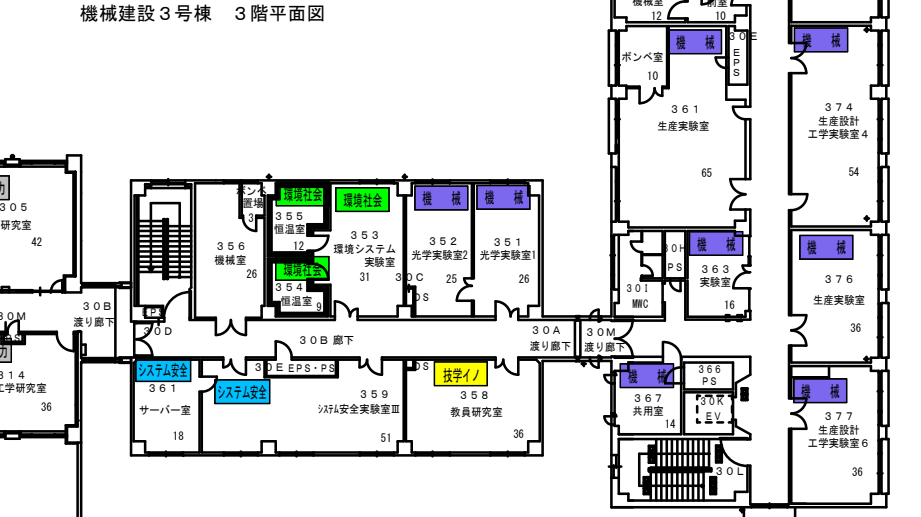 機械建設３号棟　３階平面図
機械室
12
前室
10
ボンベ室
10
機　械
30E
EPS
361
生産実験室
65
機　械
374
生産設計
工学実験室4
54
305
研究室
42
ボンベ
置場
3
356
機械室
26
環境社会
355
恒温室
12
環境社会
354
恒温室
9
環境社会
353
環境システム
実験室
31
30C
DS
機　械
352
光学実験室2
25
機　械
351
光学実験室1
26
30H
PS
30I
MWC
機　械
363
実験室
16
機　械
376
生産実験室
36
30M
30B
渡り廊下
EPS
30D
30B 廊下
30A
渡り廊下
30M
渡り廊下
314
工学研究室
36
システム安全
361
サーバー室
18
システム安全
30E
EPS・PS
359
システム安全実験室Ⅲ
51
DS
技学イノ
358
教員研究室
36
機　械
367
共用室
14
366
PS
30K
EV
30L
機　械
377
生産設計
工学実験室6
36